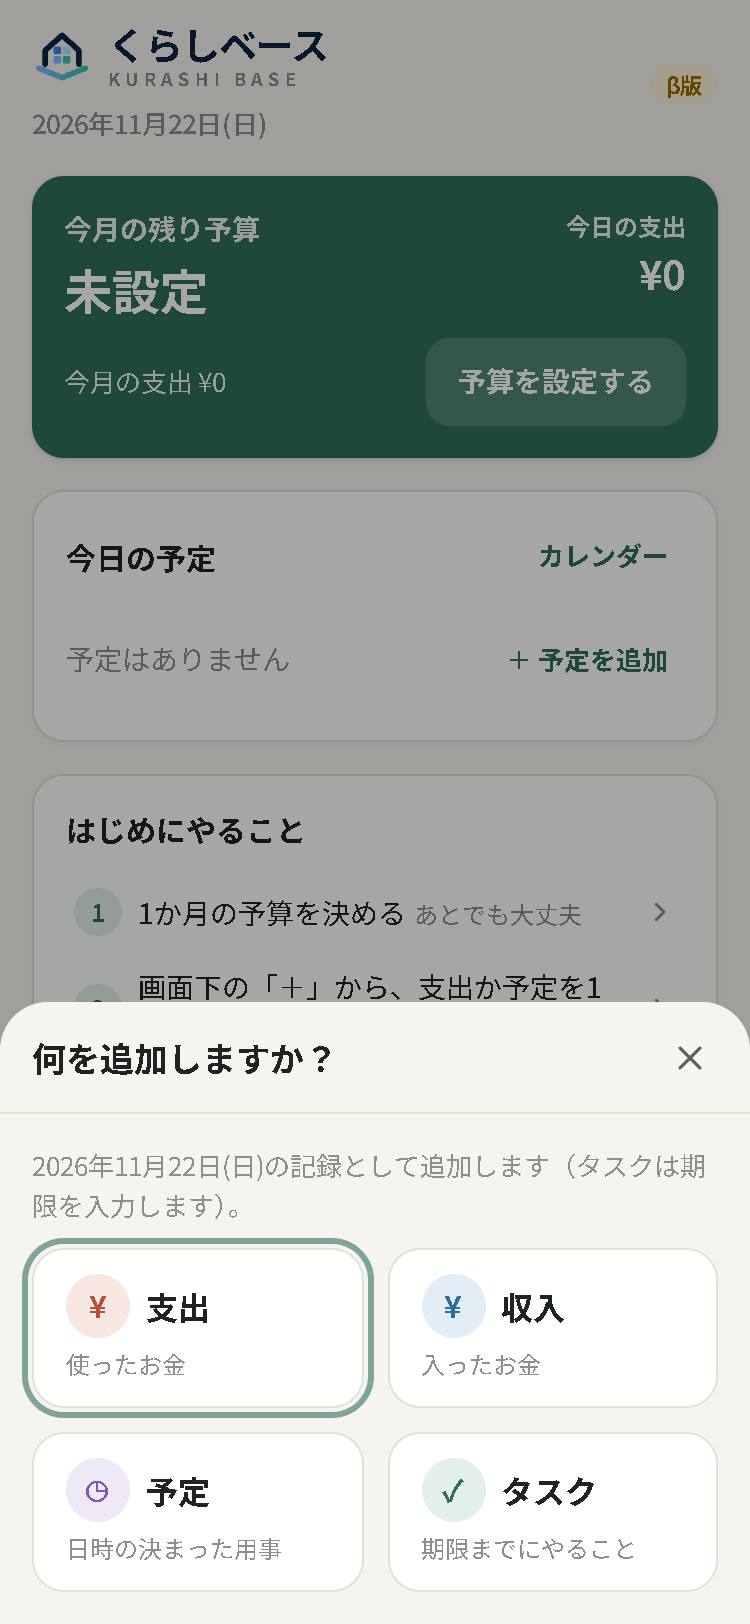 くらしベース
KURASHI BASE
β版
2026年11月22日(日)
今月の残り予算
今日の支出
未設定
¥0
今月の支出 ¥0
予算を設定する
今日の予定
カレンダー
予定はありません
＋ 予定を追加
はじめにやること
1
1か月の予算を決める あとでも大丈夫
画面下の「＋」から、支出か予定を1
何を追加しますか？
2026年11月22日(日)の記録として追加します（タスクは期
限を入力します）。
¥ 支出
使ったお金
¥ 収入
入ったお金
予定
日時の決まった用事
✓ タスク
期限までにやること